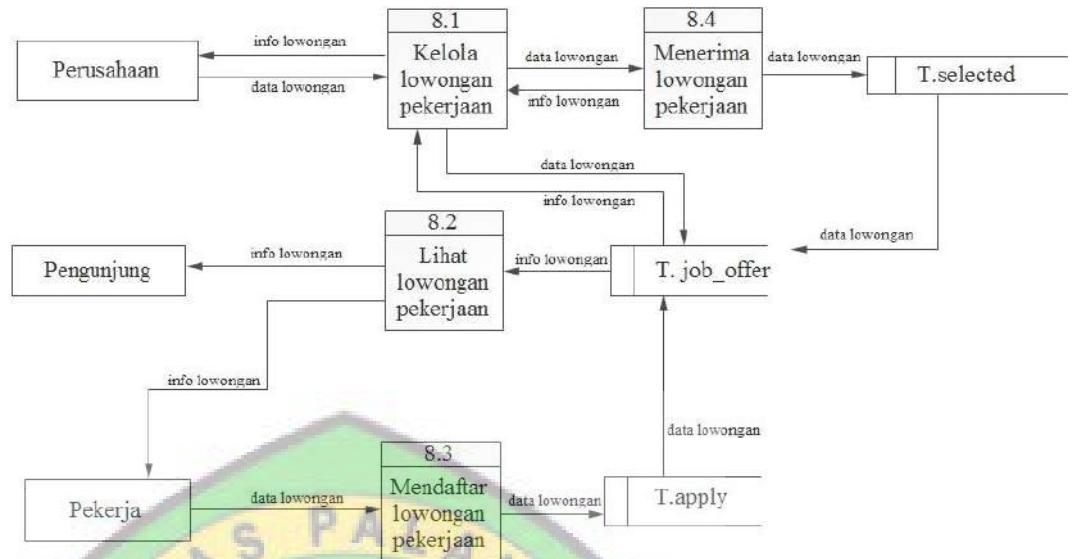 8.1
8.4
Perusahaan
info lowongan
data lowongan
Kelola
lowongan
pekerjaan
data lowongan
info lowongan
Menerima
lowongan
pekerjaan
data lowongan
T.selected
data lowongan
info lowongan
data lowongan
8.2
Pengunjung
info lowongan
Lihat
lowongan
pekerjaan
info lowongan
T. job_offer
info lowongan
data lowongan
8.3
Pekerja
data lowongan
Mendaftar
lowongan
pekerjaan
data lowongan
T.apply